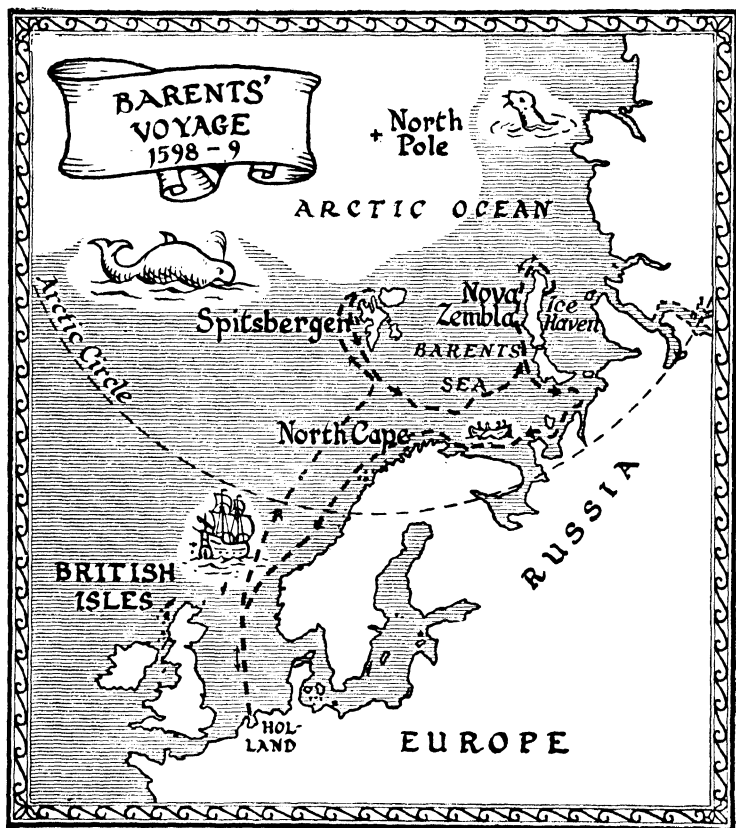 BARENTS'
VOYAGE
1598-9
+ North
Pole
ARCTIC OCEAN
Arctic Circle
Spitsbergen
Nova
Zembla
Ice
Haven
BARENTS
SEA
North Cape
RUSSIA
BRITISH
ISLES
HOL-
LAND
EUROPE